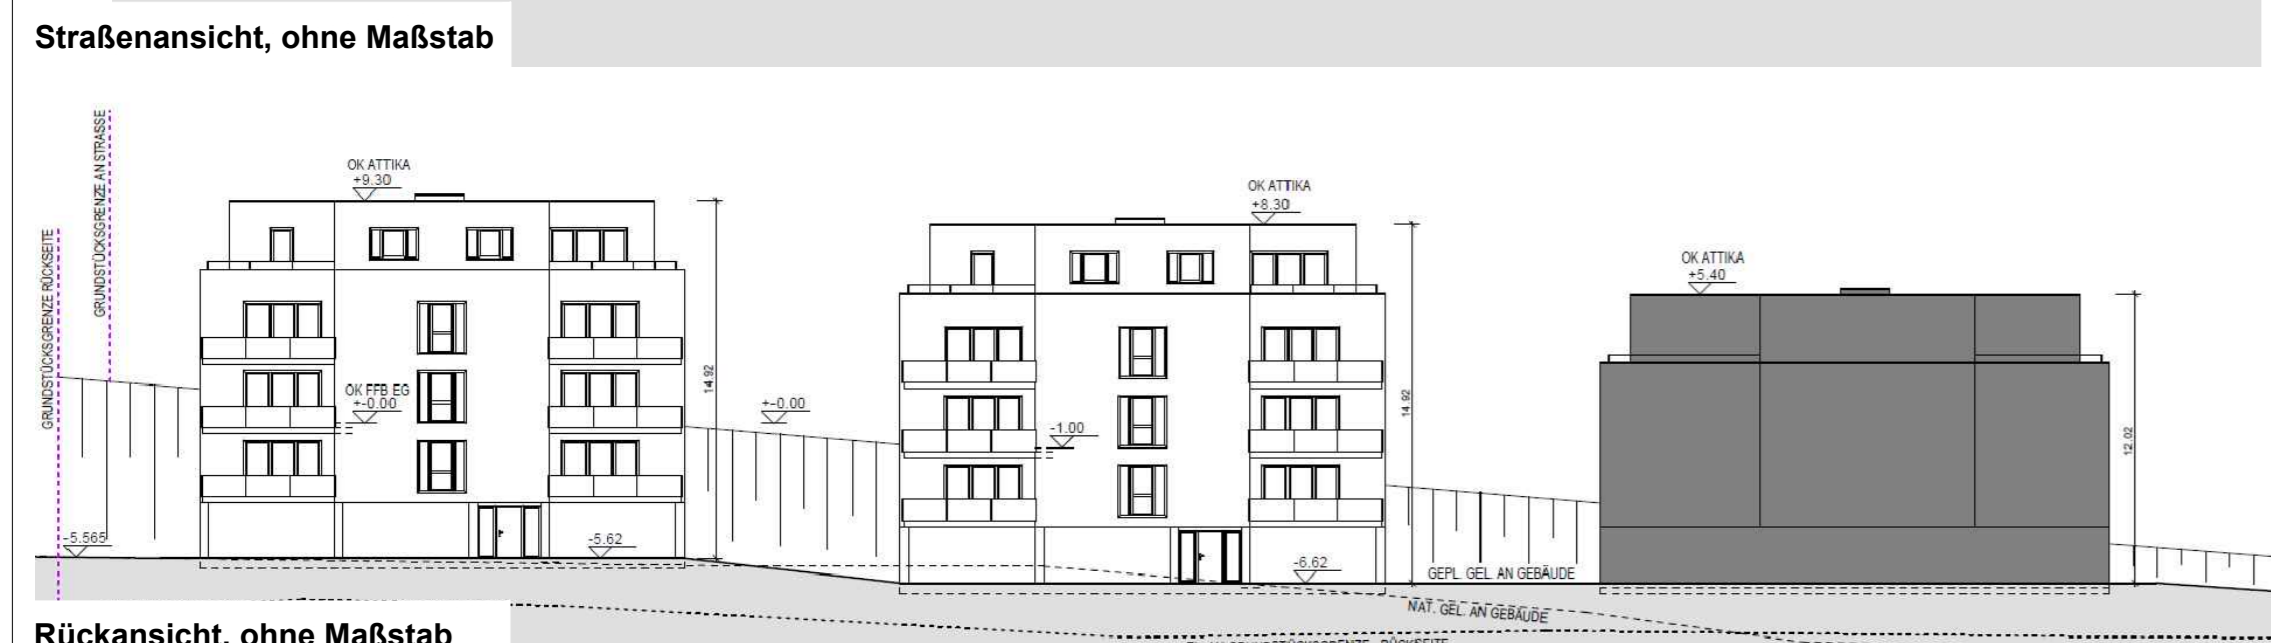 Straßenansicht, ohne Maßstab
GRUNDSTÜCKSGRENZE RÜCKSEITE
GRUNDSTÜCKSGRENZE AN STRASSE
OK ATTIKA
+9.30
OK ATTIKA
+8.30
OK ATTIKA
+5.40
14.92
14.92
12.02
OK FFB EG
+-0.00
+-0.00
-1.00
-5.565
-5.62
-6.62
GEPL. GEL. AN GEBÄUDE
NAT. GEL. AN GEBÄUDE
Rückansicht, ohne Maßstab